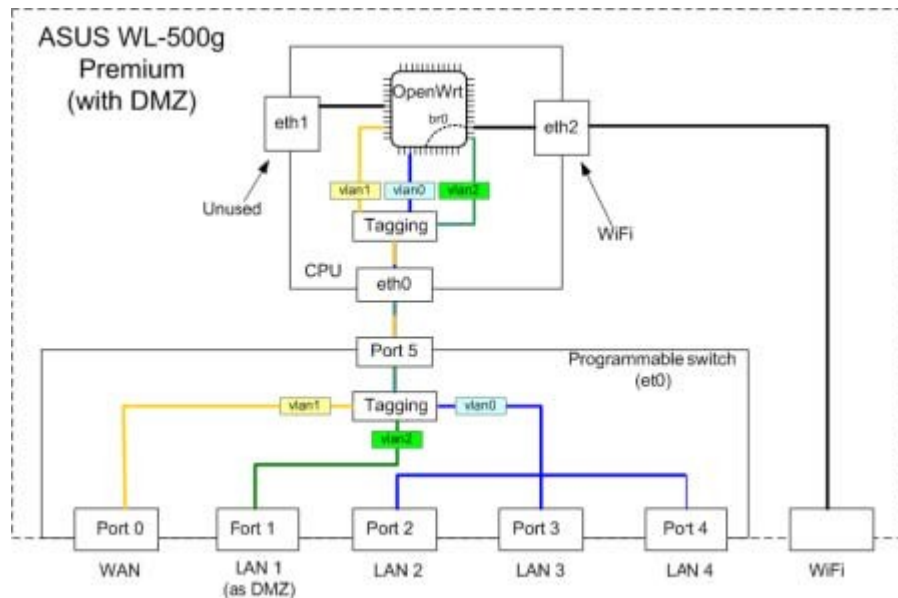 ASUS WL-500g
Premium
(with DMZ)
OpenWrt
br0
eth1
eth2
vlan1
vlan0
vlan2
Unused
Tagging
WiFi
CPU
eth0
Port 5
Programmable switch
(et0)
vlan1
Tagging
vlan0
vlan2
Port 0
Fort 1
Port 2
Port 3
Port 4
WAN
LAN 1
(as DMZ)
LAN 2
LAN 3
LAN 4
WiFi